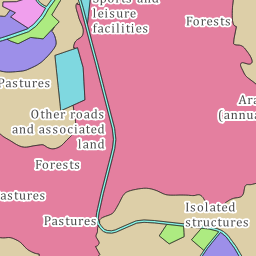 Sports and
leisure
facilities
Forests
Pastures
Ara
(annua
Other roads
and associated
land
Forests
astures
Isolated
structures
Pastures